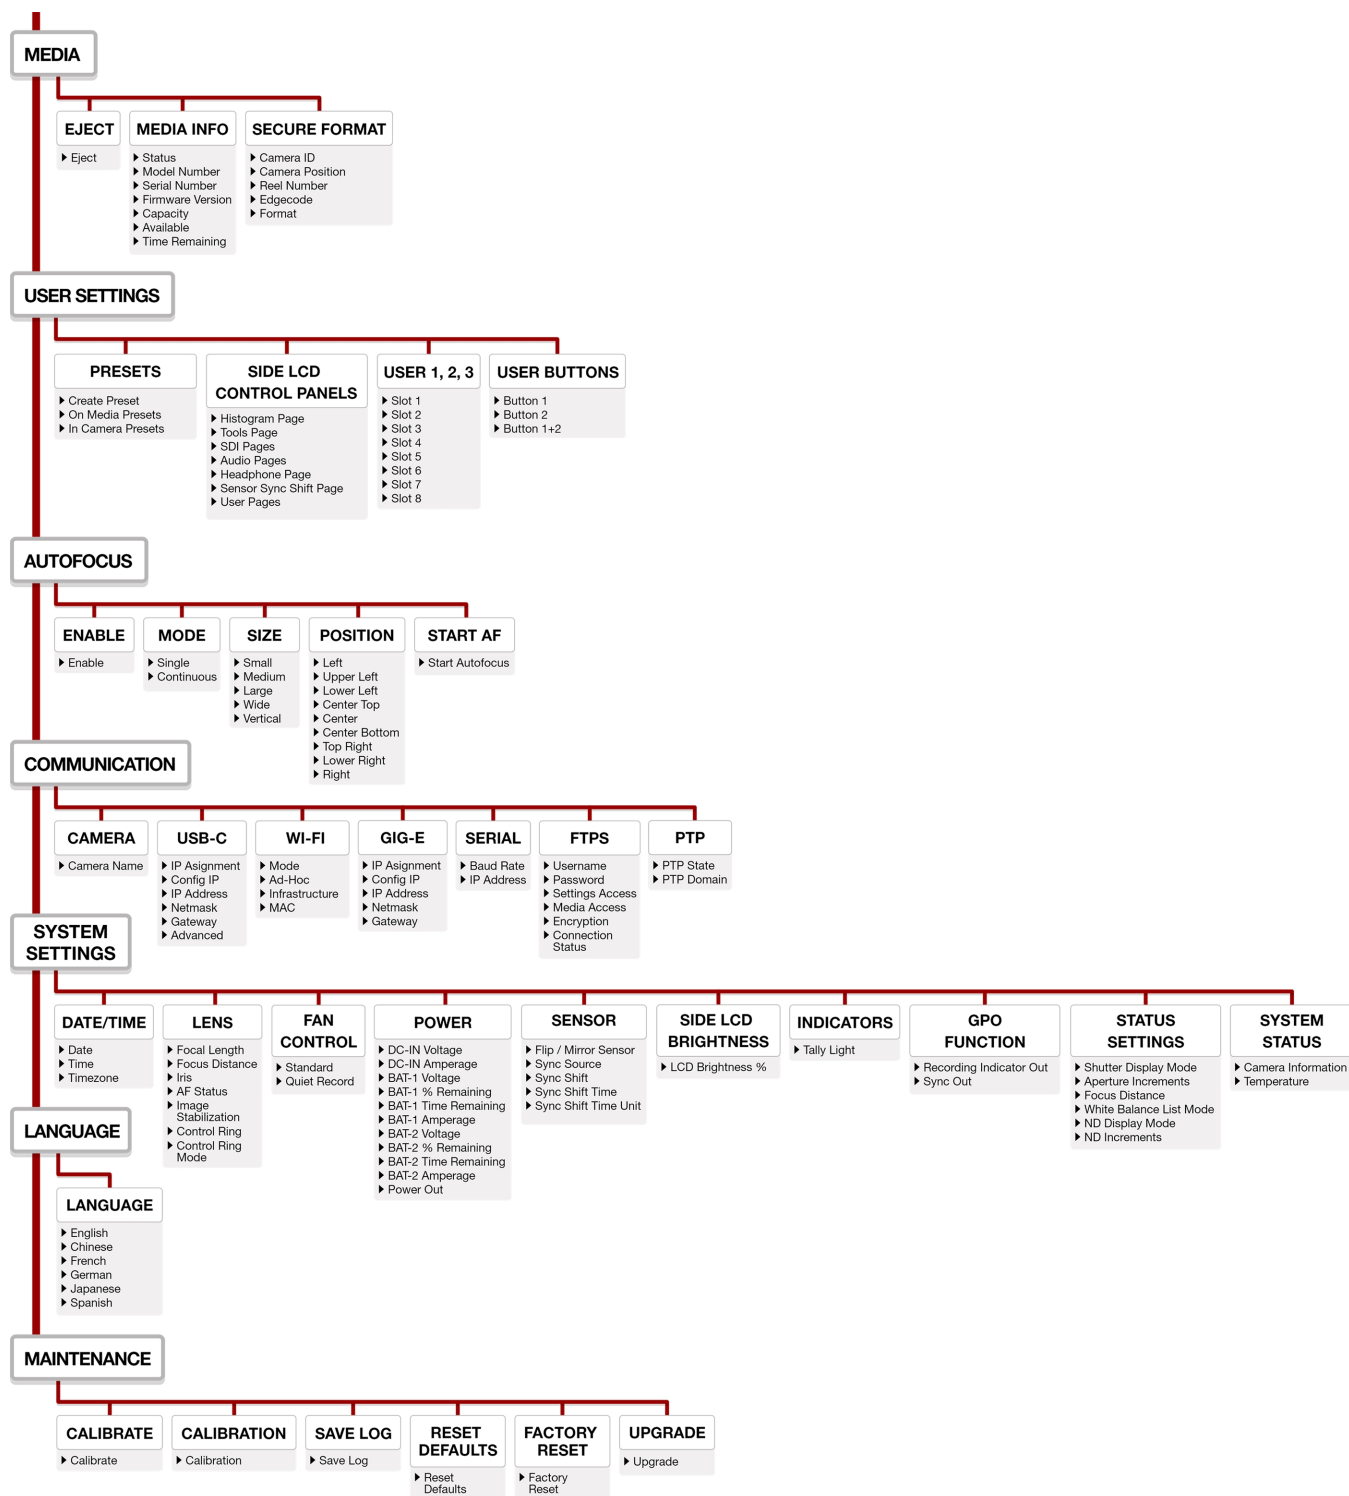 MEDIA
EJECT
Eject
MEDIA INFO
Status
Model Number
Serial Number
Firmware Version
Capacity
Available
Time Remaining
SECURE FORMAT
Camera ID
Camera Position
Reel Number
Edgecode
Format
USER SETTINGS
PRESETS
Create Preset
On Media Presets
In Camera Presets
SIDE LCD
CONTROL PANELS
Histogram Page
Tools Page
SDI Pages
Audio Pages
Headphone Page
Sensor Sync Shift Page
User Pages
USER 1, 2, 3
Slot 1
Slot 2
Slot 3
Slot 4
Slot 5
Slot 6
Slot 7
Slot 8
USER BUTTONS
Button 1
Button 2
Button 1+2
AUTOFOCUS
ENABLE
Enable
MODE
Single
Continuous
SIZE
Small
Medium
Large
Wide
Vertical
POSITION
Left
Upper Left
Lower Left
Center Top
Center
Center Bottom
Top Right
Lower Right
Right
START AF
Start Autofocus
COMMUNICATION
CAMERA
Camera Name
USB-C
IP Asignment
Config IP
IP Address
Netmask
Gateway
Advanced
WI-FI
Mode
Ad-Hoc
Infrastructure
MAC
GIG-E
IP Asignment
Config IP
IP Address
Netmask
Gateway
SERIAL
Baud Rate
IP Address
FTPS
Username
Password
Settings Access
Media Access
Encryption
Connection
Status
PTP
PTP State
PTP Domain
SYSTEM
SETTINGS
DATE/TIME
Date
Time
Timezone
LENS
Focal Length
Focus Distance
Iris
AF Status
Image
Stabilization
Control Ring
Control Ring
Mode
FAN
CONTROL
Standard
Quiet Record
POWER
DC-IN Voltage
DC-IN Amperage
BAT-1 Voltage
BAT-1 % Remaining
BAT-1 Time Remaining
BAT-1 Amperage
BAT-2 Voltage
BAT-2 % Remaining
BAT-2 Time Remaining
BAT-2 Amperage
Power Out
SENSOR
Flip / Mirror Sensor
Sync Source
Sync Shift
Sync Shift Time
Sync Shift Time Unit
SIDE LCD
BRIGHTNESS
LCD Brightness %
INDICATORS
Tally Light
GPO
FUNCTION
Recording Indicator Out
Sync Out
STATUS
SETTINGS
Shutter Display Mode
Aperture Increments
Focus Distance
White Balance List Mode
ND Display Mode
ND Increments
SYSTEM
STATUS
Camera Information
Temperature
LANGUAGE
LANGUAGE
English
Chinese
French
German
Japanese
Spanish
MAINTENANCE
CALIBRATE
Calibrate
CALIBRATION
Calibration
SAVE LOG
Save Log
RESET
DEFAULTS
Reset
Defaults
FACTORY
RESET
Factory
Reset
UPGRADE
Upgrade